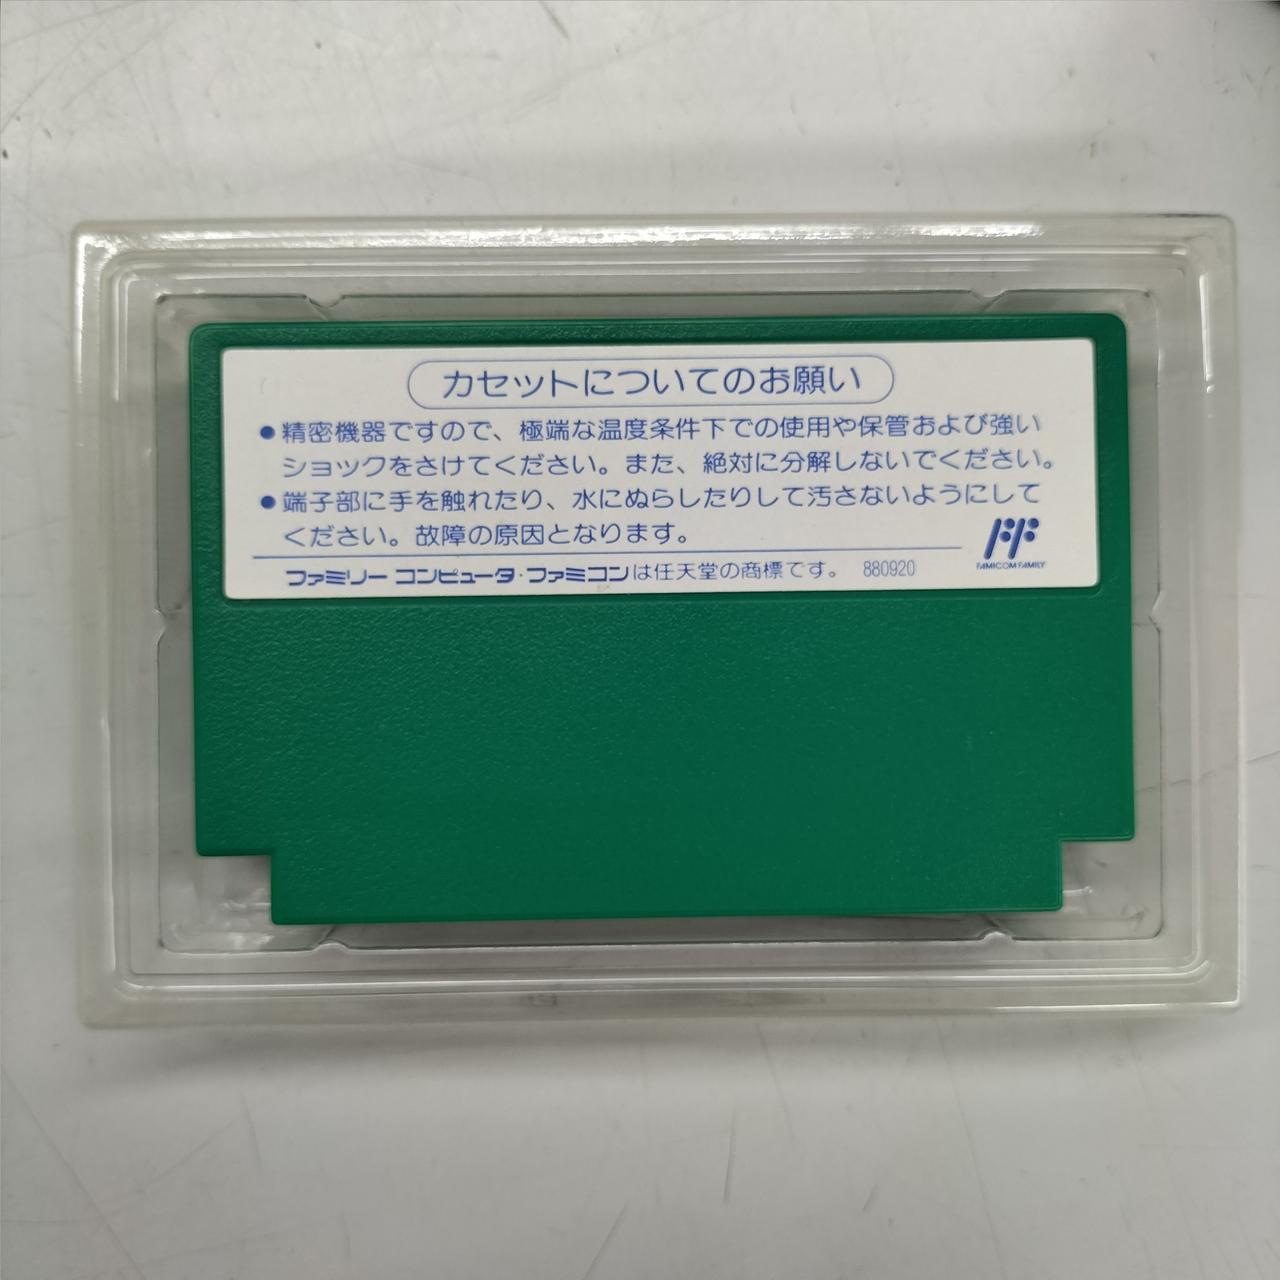 カセットについてのお願い
●精密機器ですので、極端な温度条件下での使用や保管および強い
ショックをさけてください。また、絶対に分解しないでください。
●端子部に手を触れたり、水にぬらしたりして汚さないようにして
ください。故障の原因となります。
FF
FAMICOM FAMILY
ファミリー コンピュータ・ファミコンは任天堂の商標です。 880920